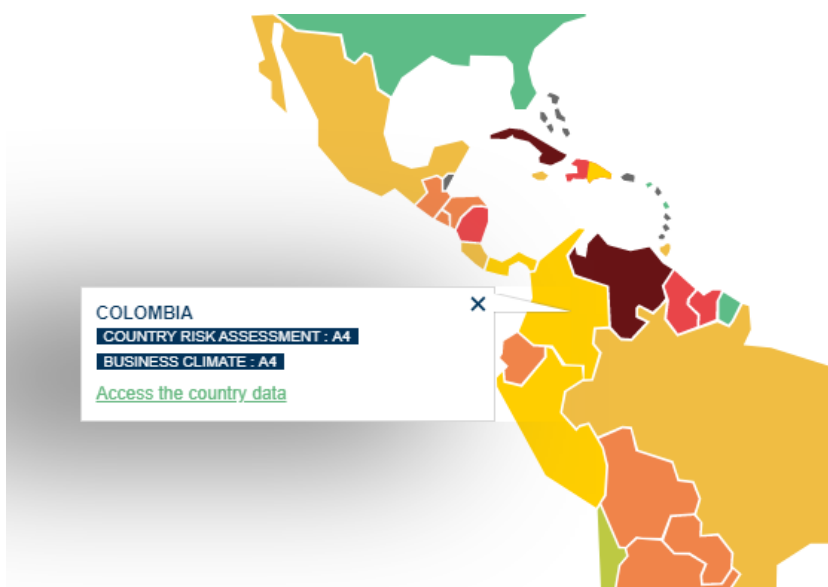 COLOMBIA
COUNTRY RISK ASSESSMENT : A4
BUSINESS CLIMATE : A4
Access the country data